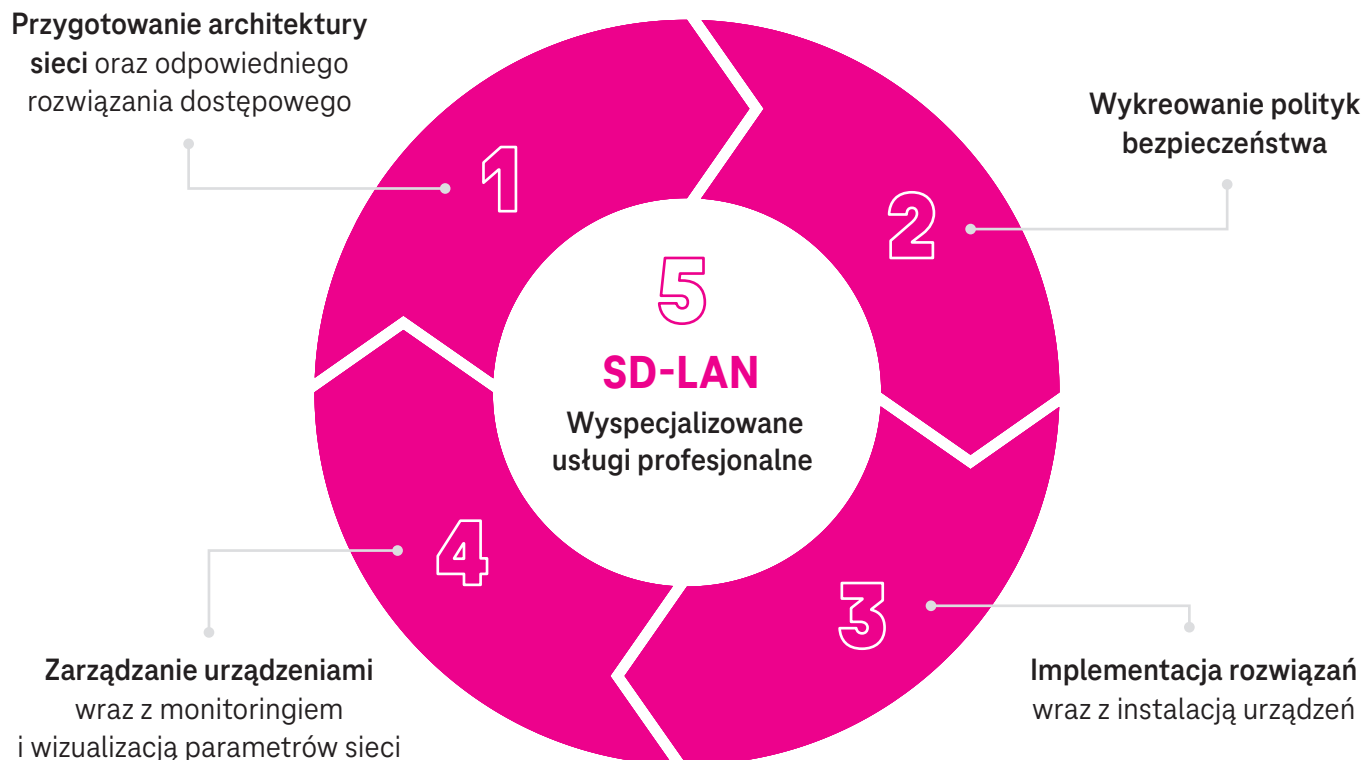 Przygotowanie architektury
sieci oraz odpowiedniego
rozwiązania dostępowego
1
Wykreowanie polityk
bezpieczeństwa
2
5
SD-LAN
Wyspecjalizowane
usługi profesjonalne
4
3
Zarządzanie urządzeniami
wraz z monitoringiem
i wizualizacją parametrów sieci
Implementacja rozwiązań
wraz z instalacją urządzeń